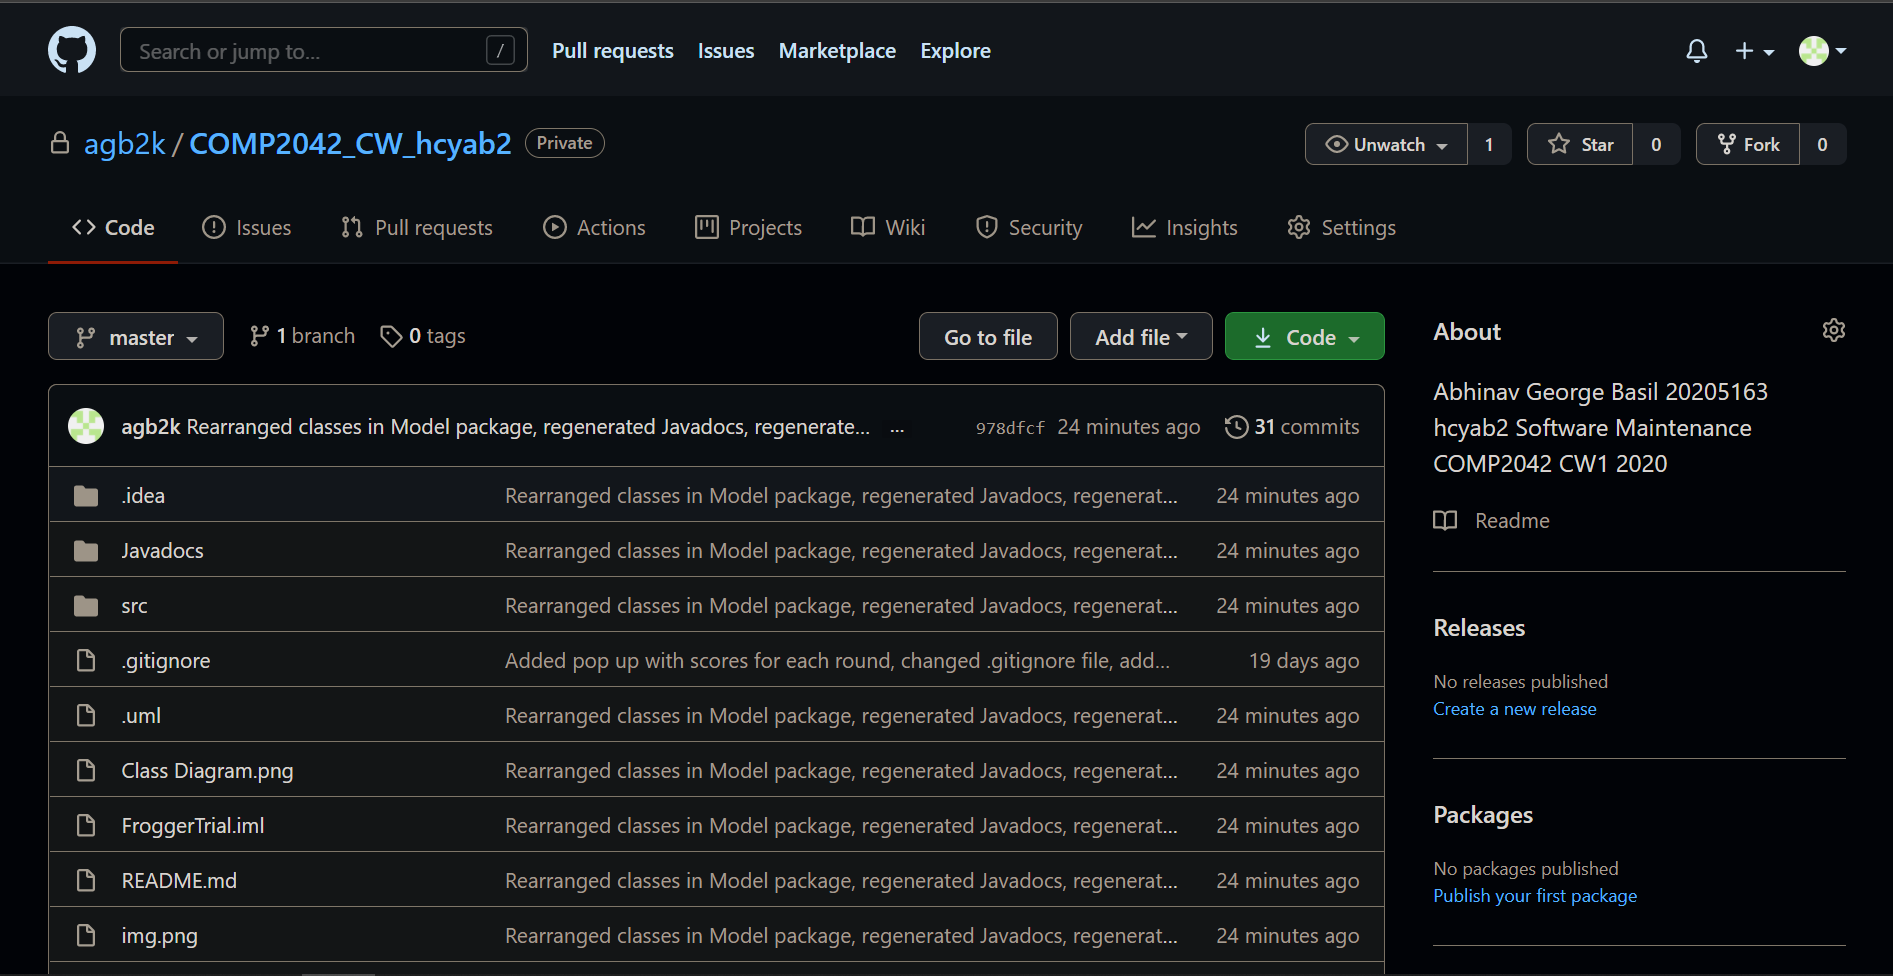 Search or jump to... / Pull requests Issues Marketplace Explore
agb2k / COMP2042_CW_hcyab2 Private Unwatch 1 Star 0 Fork 0
Code Issues Pull requests Actions Projects Wiki Security Insights Settings
master 1 branch 0 tags Go to file Add file Code
agb2k Rearranged classes in Model package, regenerated Javadocs, regenerate... ... 978dfcf 24 minutes ago 31 commits
.idea Rearranged classes in Model package, regenerated Javadocs, regenerat... 24 minutes ago
Javadocs Rearranged classes in Model package, regenerated Javadocs, regenerat... 24 minutes ago
src Rearranged classes in Model package, regenerated Javadocs, regenerat... 24 minutes ago
.gitignore Added pop up with scores for each round, changed .gitignore file, add... 19 days ago
.uml Rearranged classes in Model package, regenerated Javadocs, regenerat... 24 minutes ago
Class Diagram.png Rearranged classes in Model package, regenerated Javadocs, regenerat... 24 minutes ago
FroggerTrial.iml Rearranged classes in Model package, regenerated Javadocs, regenerat... 24 minutes ago
README.md Rearranged classes in Model package, regenerated Javadocs, regenerat... 24 minutes ago
img.png Rearranged classes in Model package, regenerated Javadocs, regenerat... 24 minutes ago
About
Abhinav George Basil 20205163
hcyab2 Software Maintenance
COMP2042 CW1 2020
Readme
Releases
No releases published
Create a new release
Packages
No packages published
Publish your first package